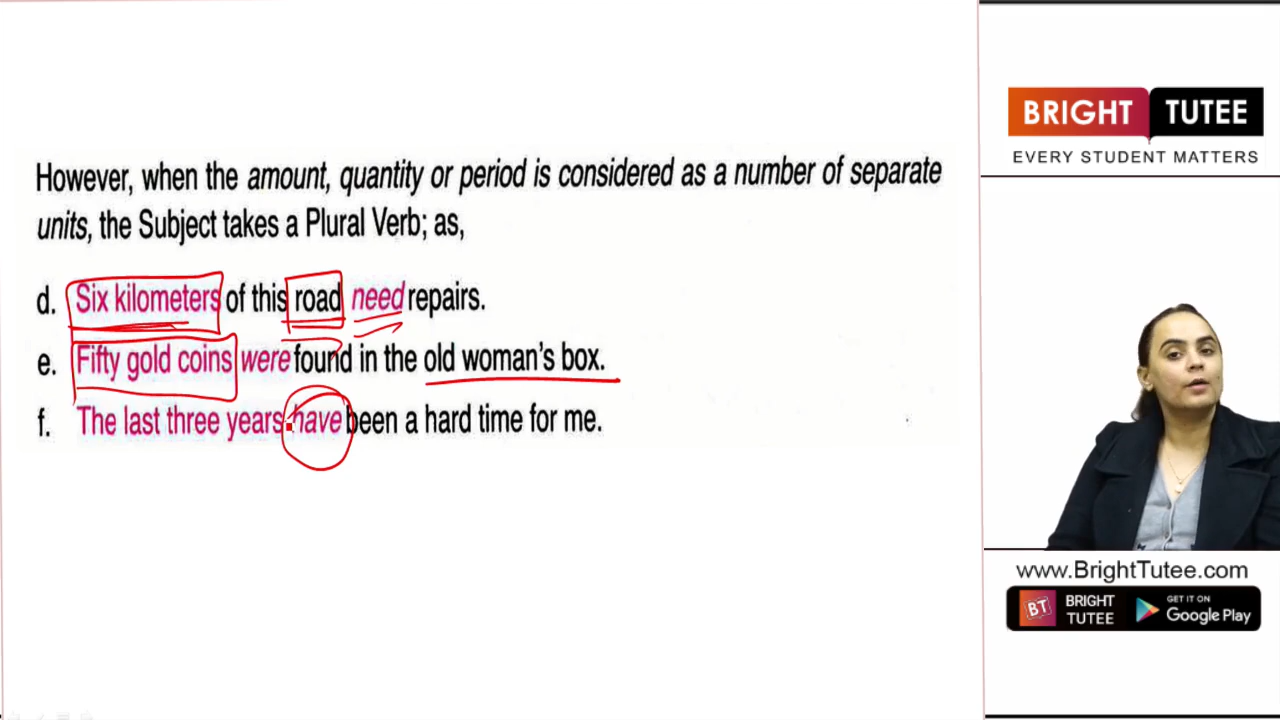 However, when the amount, quantity or period is considered as a number of separate
units, the Subject takes a Plural Verb; as,
d. Six kilometers of this road need repairs.
e. Fifty gold coins were found in the old woman's box.
f. The last three years have been a hard time for me.
BRIGHT TUTEE
EVERY STUDENT MATTERS
www.BrightTutee.com
BT BRIGHT TUTEE
GET IT ON
Google Play